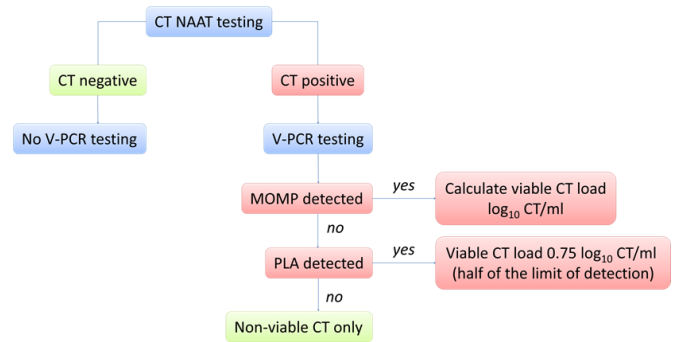 CT NAAT testing
CT negative
CT positive
No V-PCR testing
V-PCR testing
MOMP detected
yes
Calculate viable CT load
log₁₀ CT/ml
no
PLA detected
yes
Viable CT load 0.75 log₁₀ CT/ml
(half of the limit of detection)
no
Non-viable CT only